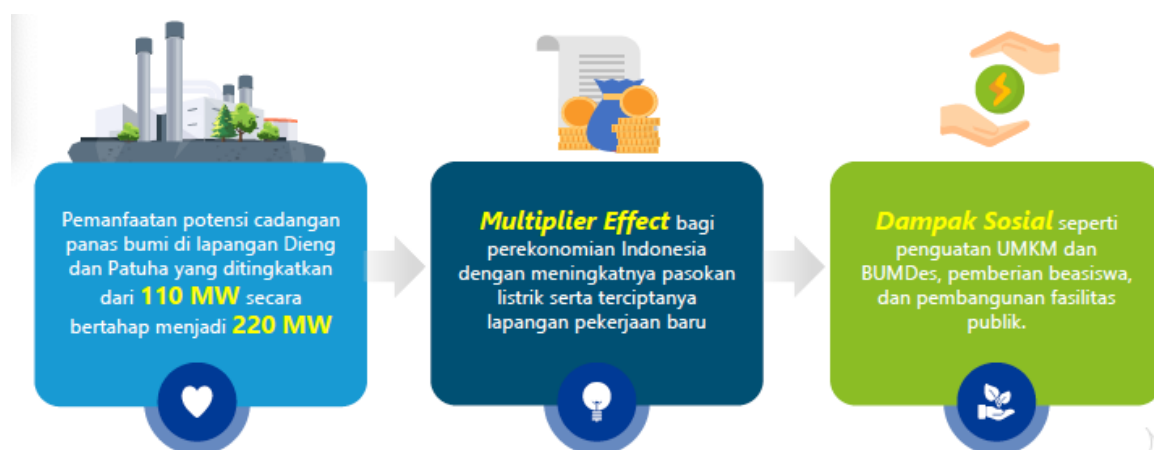 Pemanfaatan potensi cadangan
panas bumi di lapangan Dieng
dan Patuha yang ditingkatkan
dari 110 MW secara
bertahap menjadi 220 MW
Multiplier Effect bagi
perekonomian Indonesia
dengan meningkatnya pasokan
listrik serta terciptanya
lapangan pekerjaan baru
Dampak Sosial seperti
penguatan UMKM dan
BUMDes, pemberian beasiswa,
dan pembangunan fasilitas
publik.